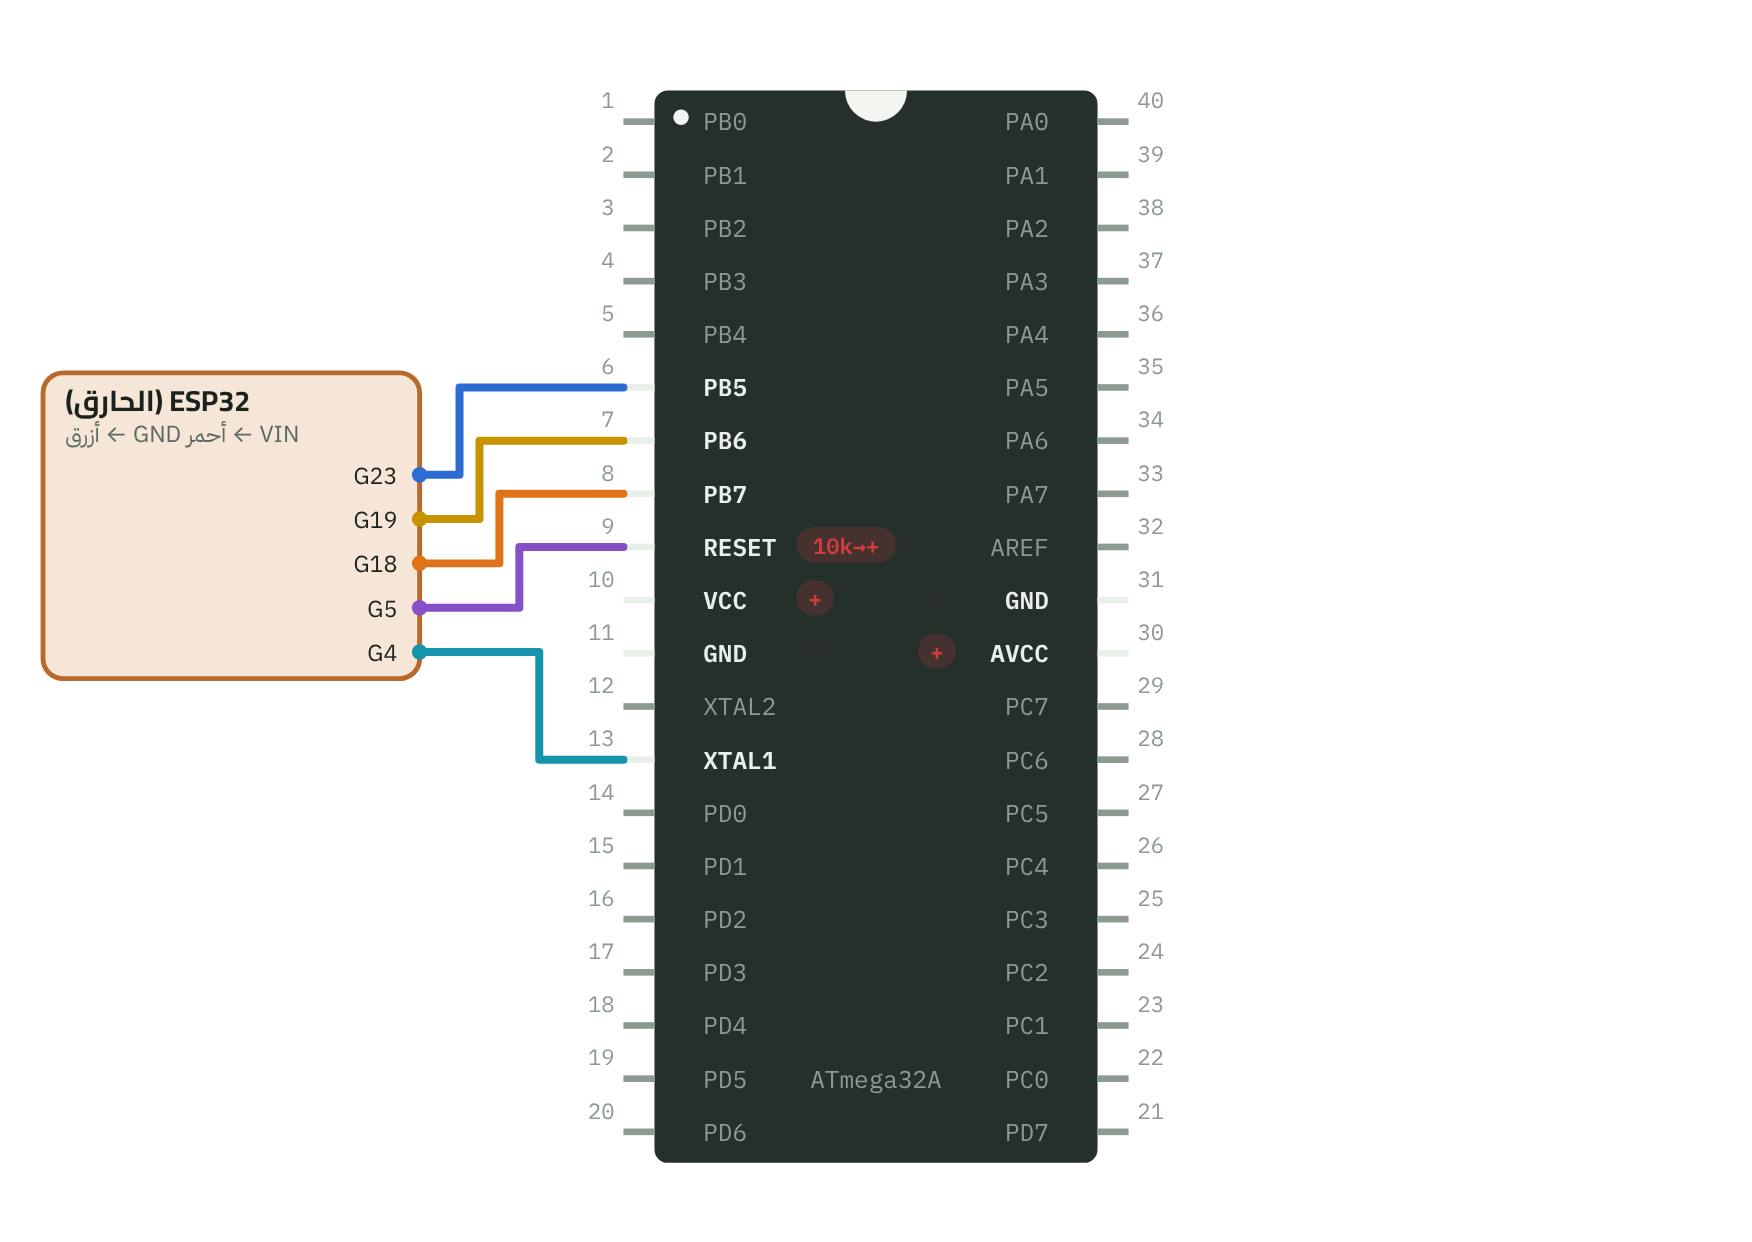 ESP32 (الحارق)
VIN ← أحمر GND ← أزرق
G23
G19
G18
G5
G4
1 PB0 PA0 40
2 PB1 PA1 39
3 PB2 PA2 38
4 PB3 PA3 37
5 PB4 PA4 36
6 PB5 PA5 35
7 PB6 PA6 34
8 PB7 PA7 33
9 RESET 10k→+ AREF 32
10 VCC + GND 31
11 GND + AVCC 30
12 XTAL2 PC7 29
13 XTAL1 PC6 28
14 PD0 PC5 27
15 PD1 PC4 26
16 PD2 PC3 25
17 PD3 PC2 24
18 PD4 PC1 23
19 PD5 ATmega32A PC0 22
20 PD6 PD7 21